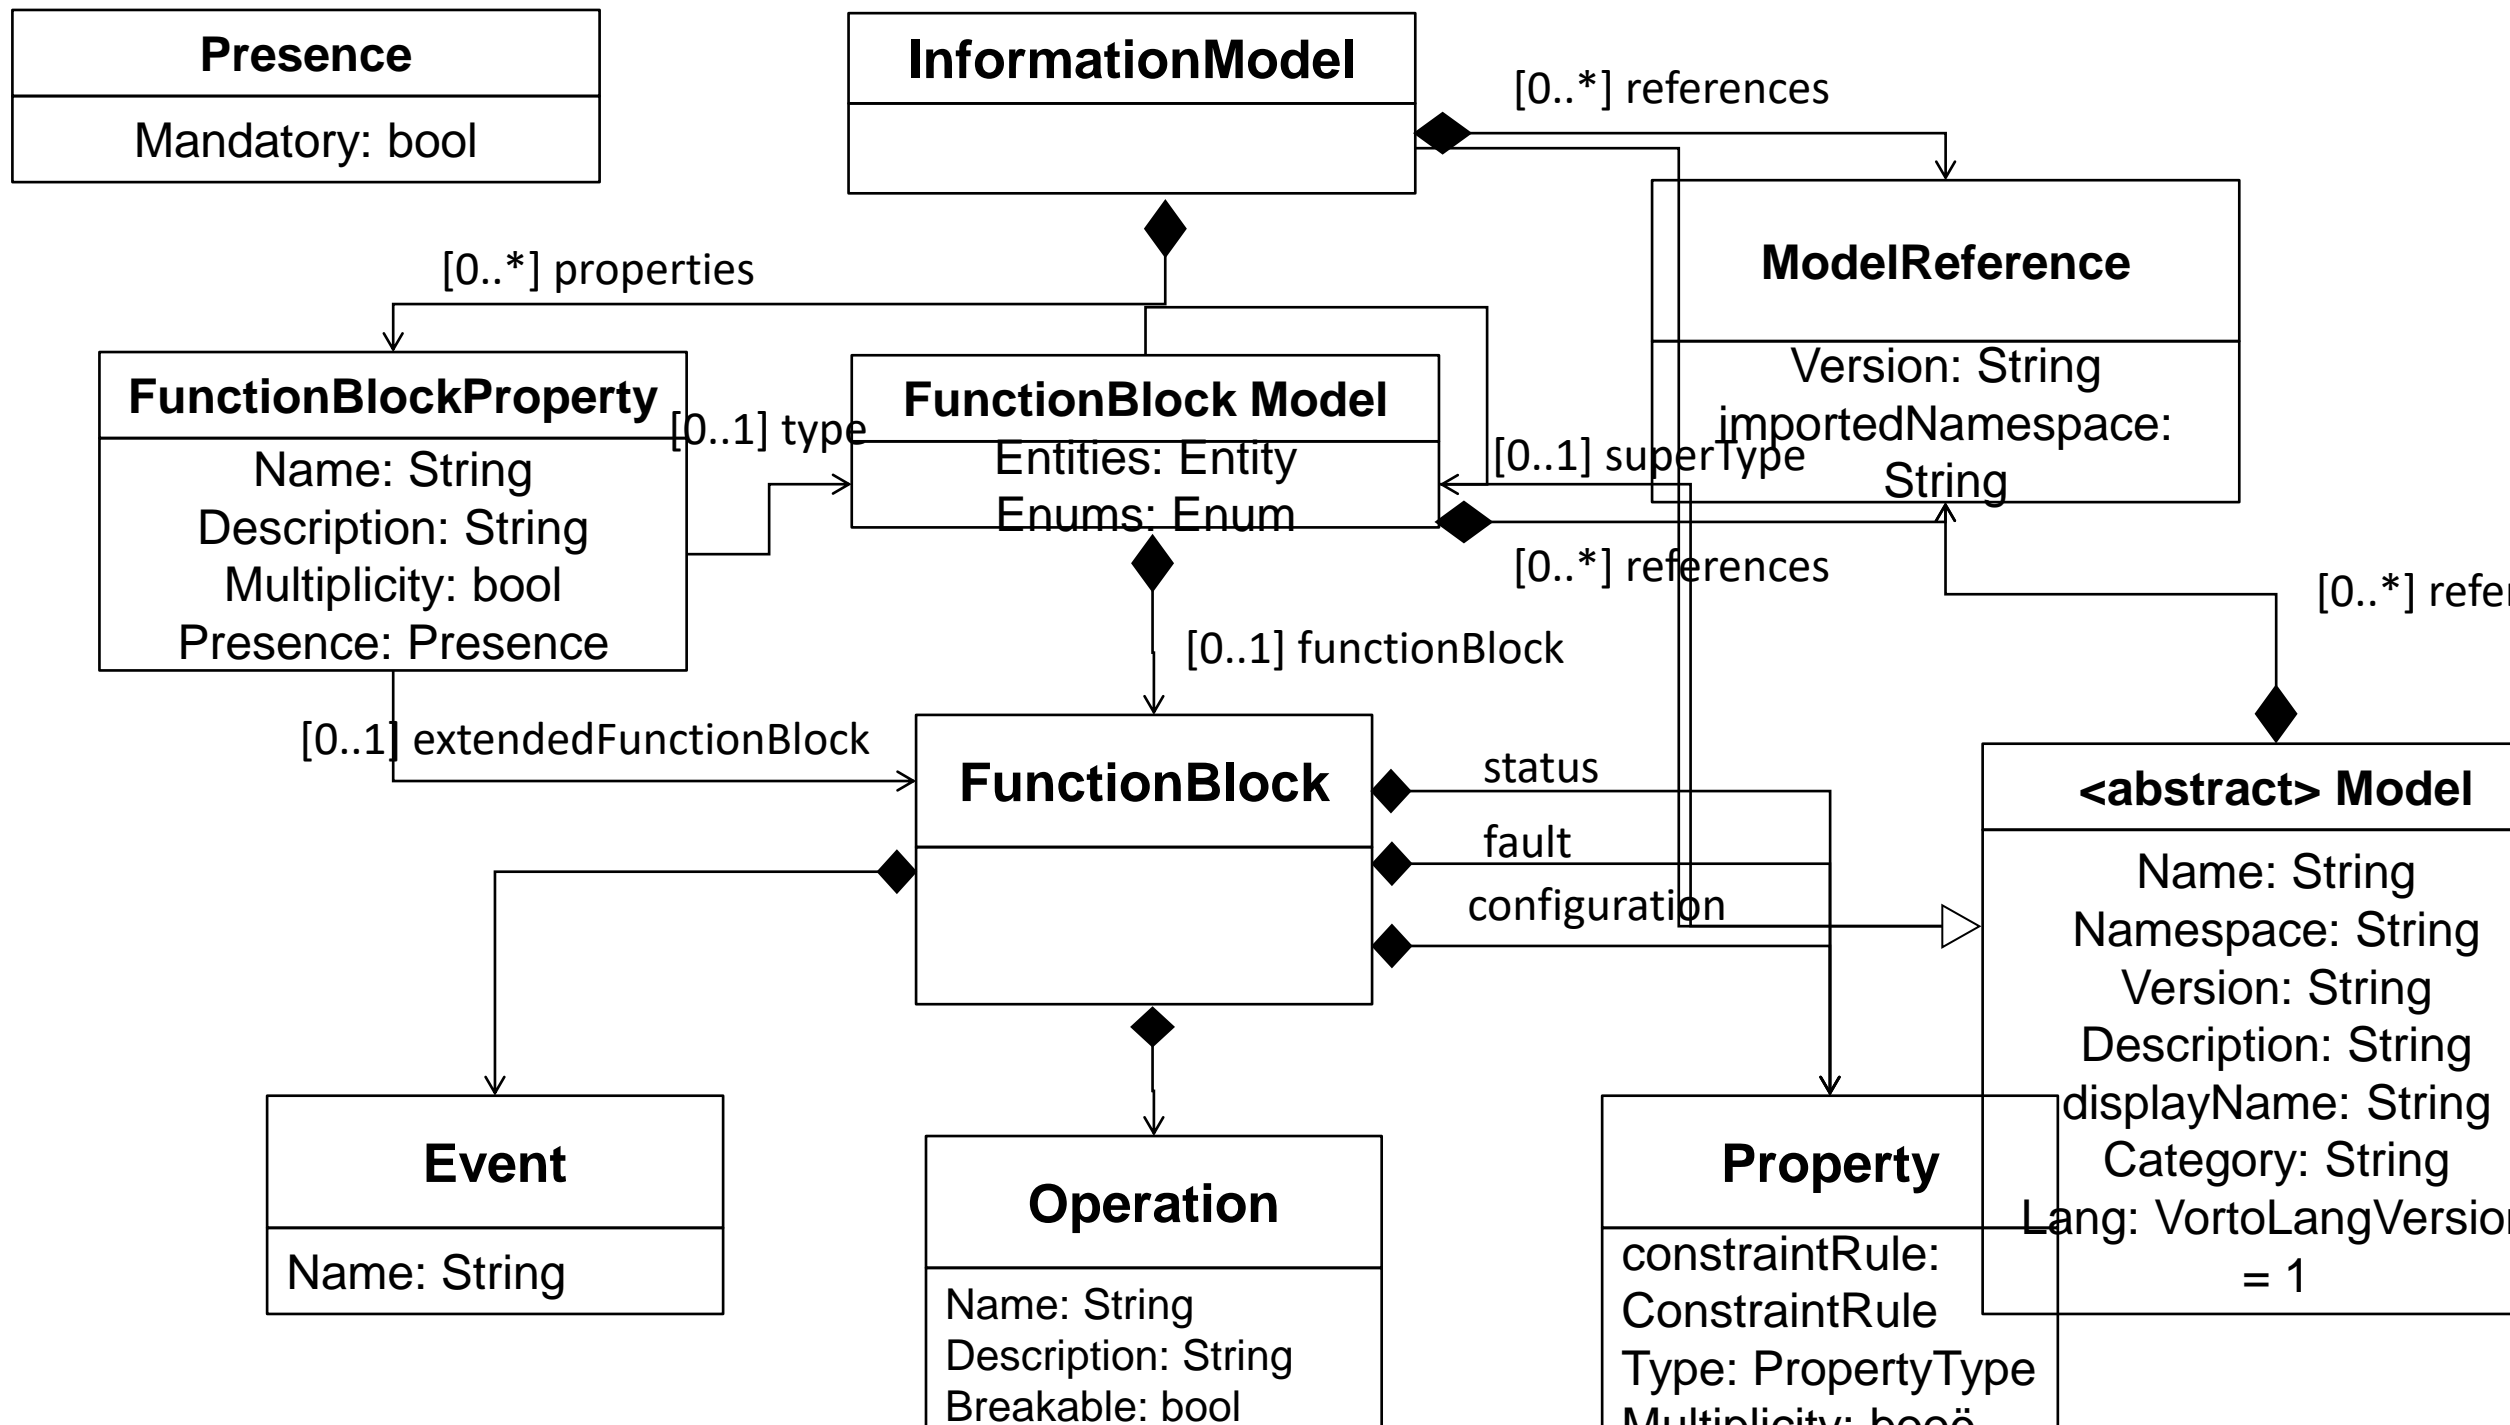 Presence
Mandatory: bool
InformationModel
[0..*] references
ModelReference
Version: String
importedNamespace:
String
[0..*] properties
FunctionBlockProperty
Name: String
Description: String
Multiplicity: bool
Presence: Presence
[0..1] type
FunctionBlock Model
Entities: Entity
Enums: Enum
[0..1] superType
[0..*] references
[0..*]
[0..1] functionBlock
[0..1] extendedFunctionBlock
FunctionBlock
status
fault
configuration
<abstract> Model
Name: String
Namespace: String
Version: String
Description: String
displayName: String
Category: String
Lang: VortoLangVersion
= 1
Event
Name: String
Operation
Name: String
Description: String
Breakable: bool
Property
constraintRule:
ConstraintRule
Type: PropertyType
Multiplicity: